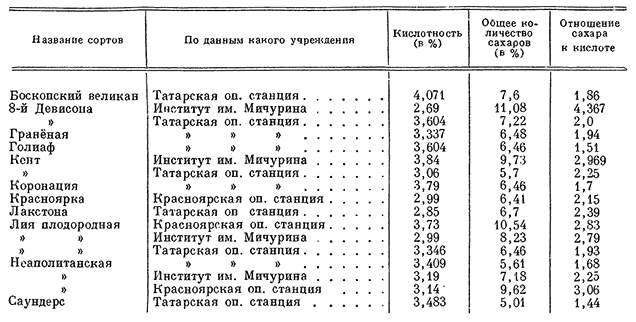 Название сортов | По данным какого учреждения | Кислотность (в %) | Общее ко-личество сахаров (в %) | Отношение сахара к кислоте
Боскопский великан | Татарская оп. станция . . . . . . | 4,071 | 7,6 | 1,86
8-й Девисона | Институт им. Мичурина . . . . . | 2,69 | 11,08 | 4,367
» | Татарская оп. станция . . . . . . | 3,604 | 7,22 | 2,0
Гранёная | » » » . . . . . . | 3,337 | 6,48 | 1,94
Голиаф | » » » . . . . . . | 3,604 | 6,46 | 1,51
Кент | Институт им. Мичурина . . . . . | 3,84 | 9,73 | 2,969
» | Татарская оп. станция . . . . . . | 3,06 | 5,7 | 2,25
Коронация | » » » . . . . . . | 3,79 | 6,46 | 1,7
Красноярка | Красноярская оп. станция . . . . | 2,99 | 6,41 | 2,15
Лакстона | Татарская оп станция . . . . . . | 2,85 | 6,7 | 2,39
Лия плодородная | Красноярская оп. станция . . . . | 3,73 | 10,54 | 2,83
» » | Институт им. Мичурина . . . . . | 2,99 | 8,23 | 2,79
» » | Татарская оп. станция . . . . . . | 3,346 | 6,46 | 1,93
Неаполитанская | » » » . . . . . . | 3,409 | 5,61 | 1,68
» | Институт им. Мичурина . . . . . | 3,19 | 7,18 | 2,25
» | Красноярская оп. станция . . . . | 3,14 | 9,62 | 3,06
Саундерс | Татарская оп. станция . . . . . | 3,483 | 5,01 | 1,44